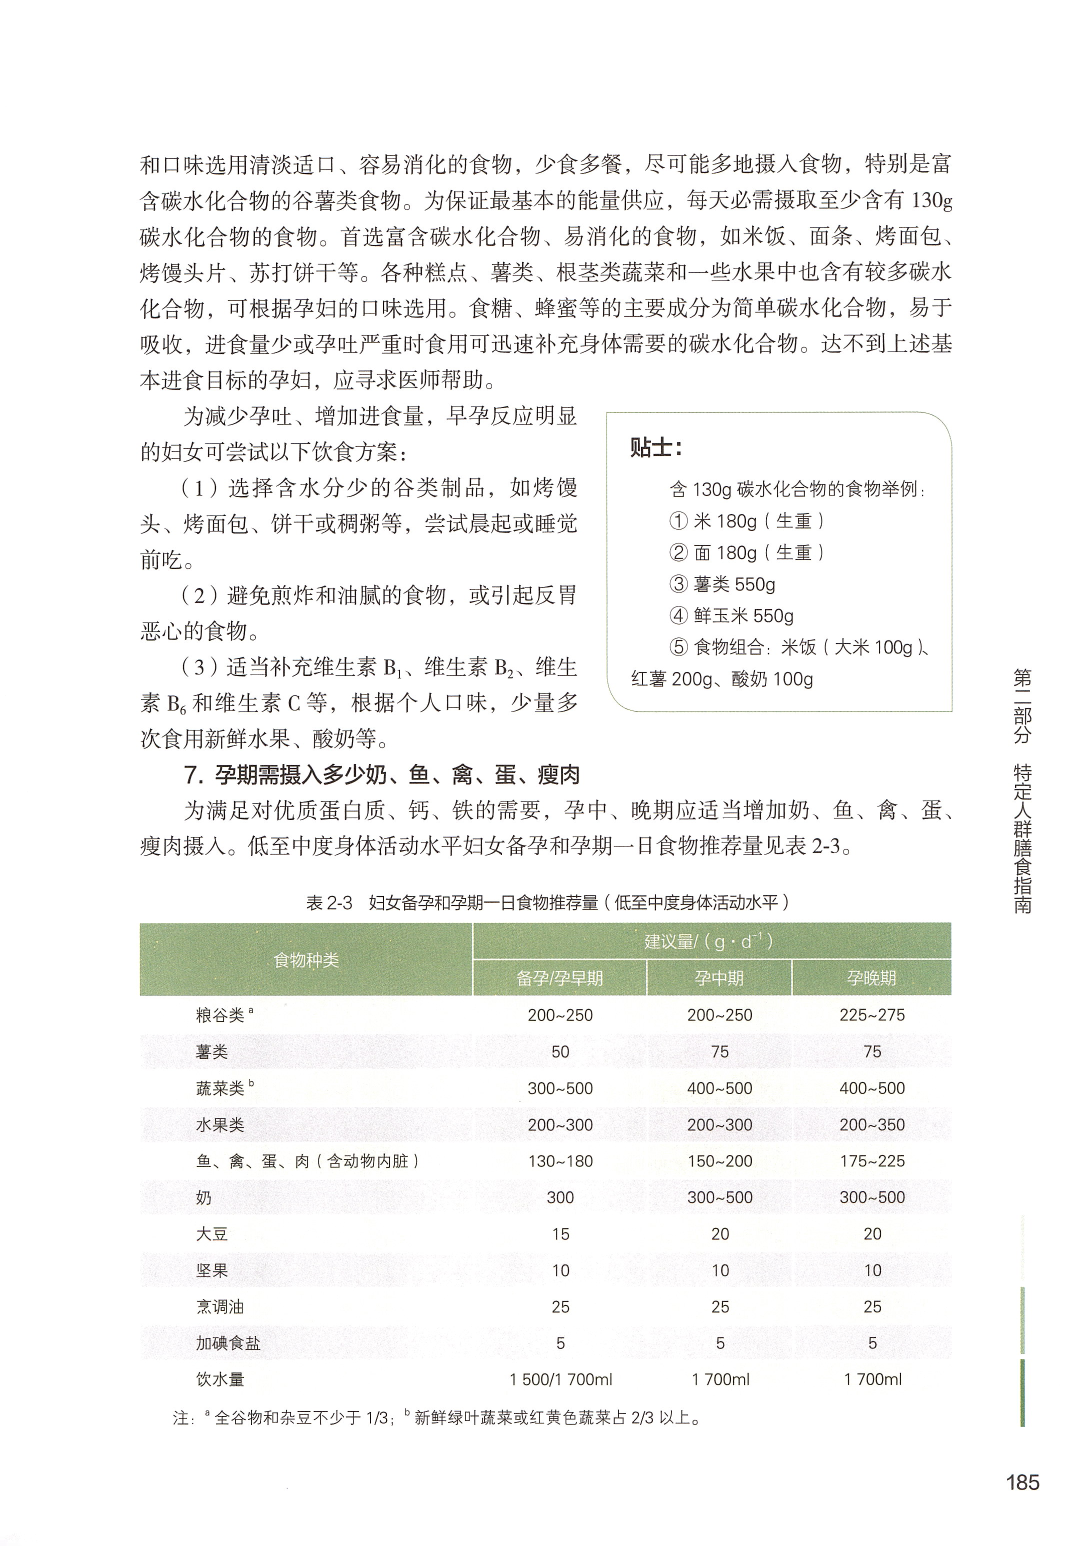 和口味选用清淡适口、容易消化的食物，少食多餐，尽可能多地摄入食物，特别是富
含碳水化合物的谷薯类食物。为保证最基本的能量供应，每天必需摄取至少含有 130g
碳水化合物的食物。首选富含碳水化合物、易消化的食物，如米饭、面条、烤面包、
烤馒头片、苏打饼干等。各种糕点、薯类、根茎类蔬菜和一些水果中也含有较多碳水
化合物，可根据孕妇的口味选用。食糖、蜂蜜等的主要成分为简单碳水化合物，易于
吸收，进食量少或孕吐严重时食用可迅速补充身体需要的碳水化合物。达不到上述基
本进食目标的孕妇，应寻求医师帮助。
为减少孕吐、增加进食量，早孕反应明显
的妇女可尝试以下饮食方案：
（1）选择含水分少的谷类制品，如烤馒
头、烤面包、饼干或稠粥等，尝试晨起或睡觉
前吃。
（2）避免煎炸和油腻的食物，或引起反胃
恶心的食物。
（3）适当补充维生素 B₁、维生素 B₂、维生
素 B₆ 和维生素 C 等，根据个人口味，少量多
次食用新鲜水果、酸奶等。
贴士：
含 130g 碳水化合物的食物举例：
① 米 180g（生重）
② 面 180g（生重）
③ 薯类 550g
④ 鲜玉米 550g
⑤ 食物组合：米饭（大米 100g）、
红薯 200g、酸奶 100g
7. 孕期需摄入多少奶、鱼、禽、蛋、瘦肉
为满足对优质蛋白质、钙、铁的需要，孕中、晚期应适当增加奶、鱼、禽、蛋、
瘦肉摄入。低至中度身体活动水平妇女备孕和孕期一日食物推荐量见表 2-3。
表 2-3 妇女备孕和孕期一日食物推荐量（低至中度身体活动水平）
食物种类 建议量/（g·d⁻¹）
备孕/孕早期 孕中期 孕晚期
粮谷类ᵃ 200~250 200~250 225~275
薯类 50 75 75
蔬菜类ᵇ 300~500 400~500 400~500
水果类 200~300 200~300 200~350
鱼、禽、蛋、肉（含动物内脏） 130~180 150~200 175~225
奶 300 300~500 300~500
大豆 15 20 20
坚果 10 10 10
烹调油 25 25 25
加碘食盐 5 5 5
饮水量 1 500/1 700ml 1 700ml 1 700ml
注：ᵃ 全谷物和杂豆不少于 1/3；ᵇ 新鲜绿叶蔬菜或红黄色蔬菜占 2/3 以上。
第二部分 特定人群膳食指南
185